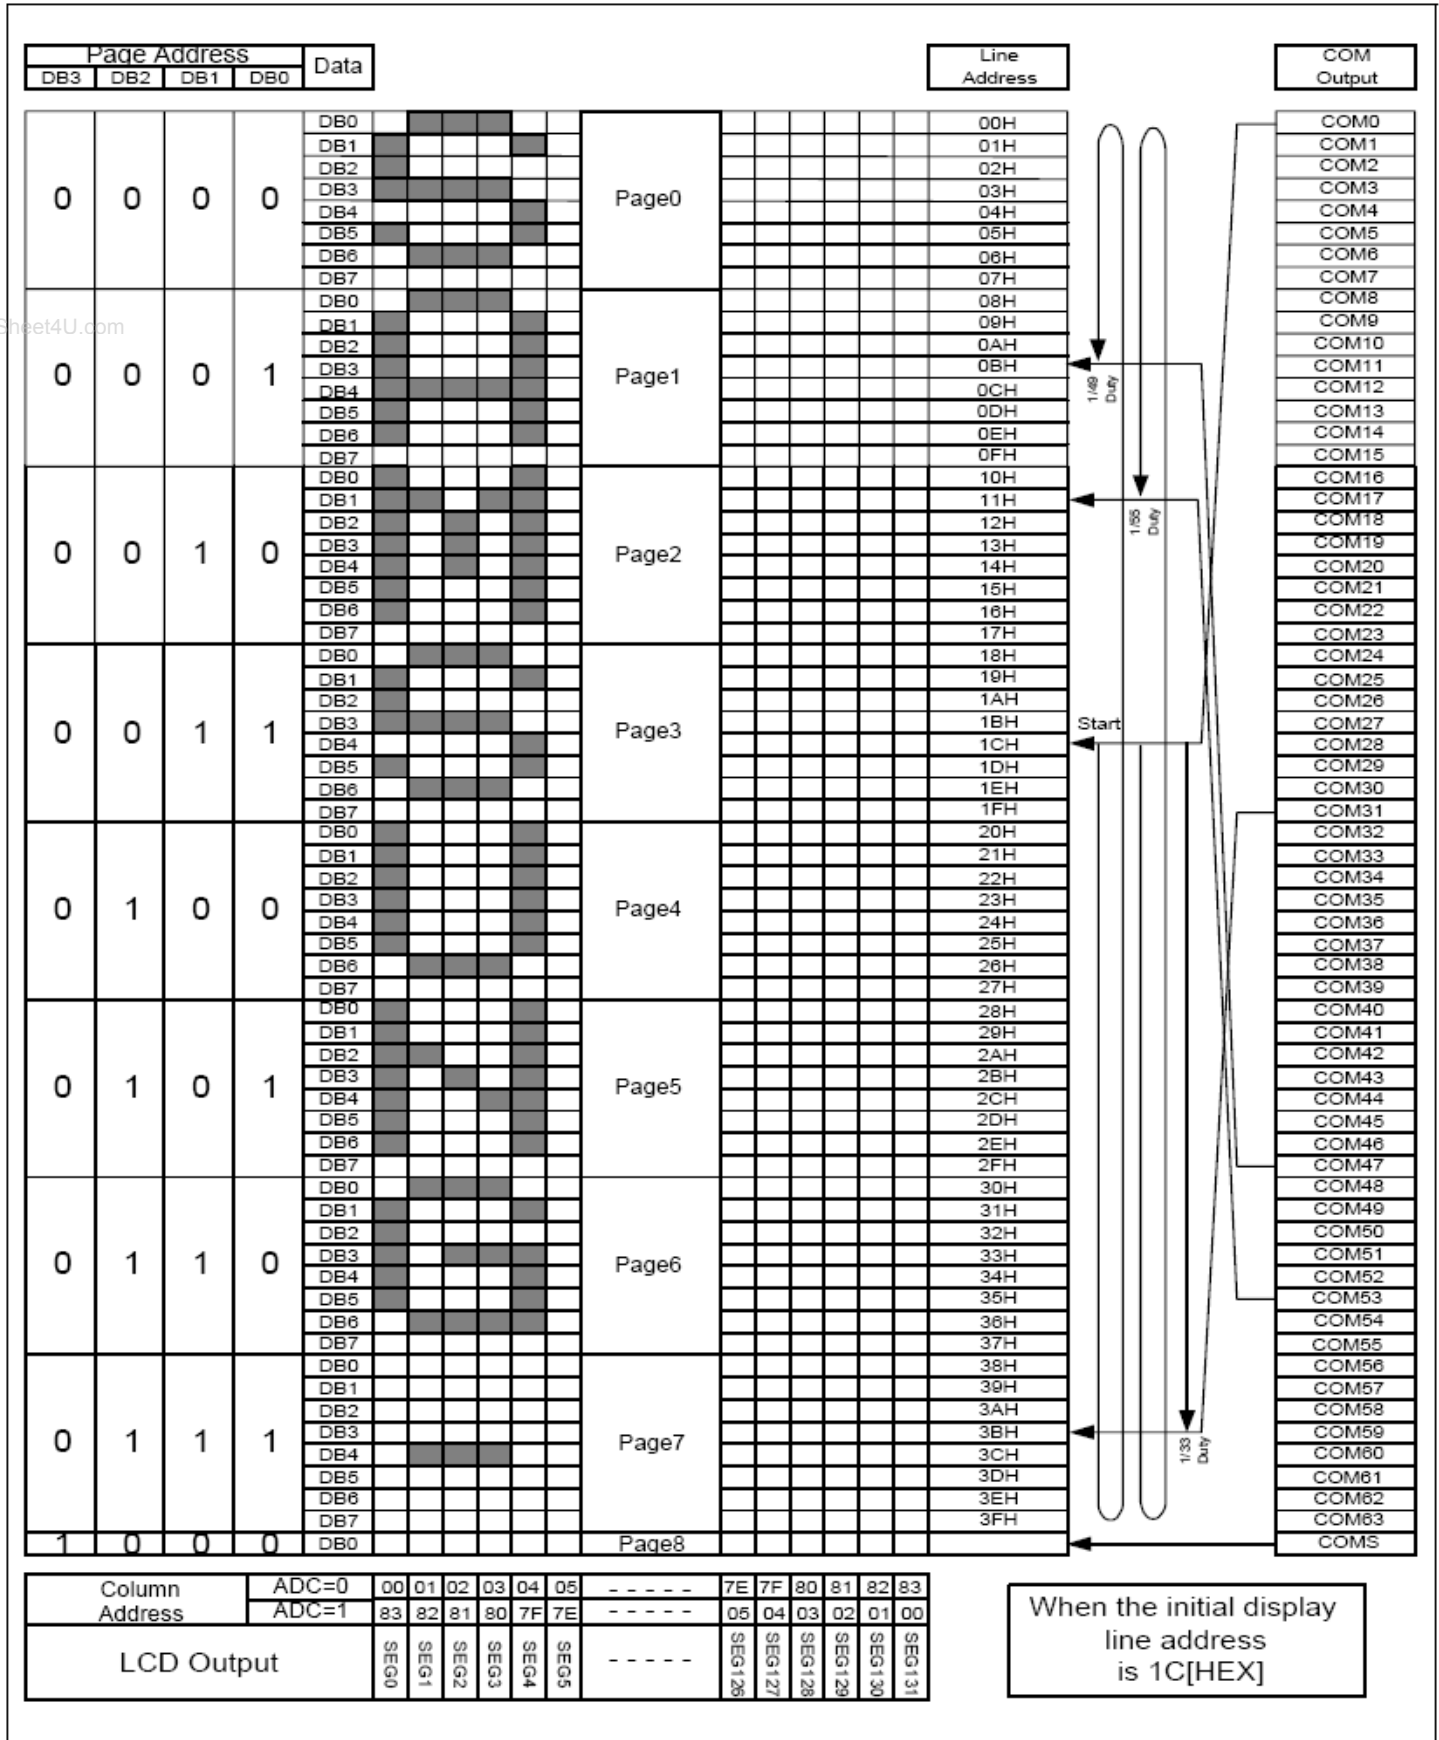 Page Address Data Line Address COM Output
DB3 DB2 DB1 DB0
DB0 00H COM0
DB1 01H COM1
DB2 02H COM2
DB3 03H COM3
0 0 0 0 Page0
DB4 04H COM4
DB5 05H COM5
DB6 06H COM6
DB7 07H COM7
DB0 08H COM8
Sheet4U.com
DB1 09H COM9
DB2 0AH COM10
DB3 0BH COM11
0 0 0 1 Page1
DB4 0CH 1/49 Duty COM12
DB5 0DH COM13
DB6 0EH COM14
DB7 0FH COM15
DB0 10H COM16
DB1 11H COM17
DB2 12H 1/55 Duty COM18
DB3 13H COM19
0 0 1 0 Page2
DB4 14H COM20
DB5 15H COM21
DB6 16H COM22
DB7 17H COM23
DB0 18H COM24
DB1 19H COM25
DB2 1AH COM26
DB3 1BH Start COM27
0 0 1 1 Page3
DB4 1CH COM28
DB5 1DH COM29
DB6 1EH COM30
DB7 1FH COM31
DB0 20H COM32
DB1 21H COM33
DB2 22H COM34
DB3 23H COM35
0 1 0 0 Page4
DB4 24H COM36
DB5 25H COM37
DB6 26H COM38
DB7 27H COM39
DB0 28H COM40
DB1 29H COM41
DB2 2AH COM42
DB3 2BH COM43
0 1 0 1 Page5
DB4 2CH COM44
DB5 2DH COM45
DB6 2EH COM46
DB7 2FH COM47
DB0 30H COM48
DB1 31H COM49
DB2 32H COM50
DB3 33H COM51
0 1 1 0 Page6
DB4 34H COM52
DB5 35H COM53
DB6 36H COM54
DB7 37H COM55
DB0 38H COM56
DB1 39H COM57
DB2 3AH COM58
DB3 3BH COM59
0 1 1 1 Page7
DB4 3CH 1/33 Duty COM60
DB5 3DH COM61
DB6 3EH COM62
DB7 3FH COM63
1 0 0 0 DB0 Page8 COMS
Column Address ADC=0 00 01 02 03 04 05 - - - - - 7E 7F 80 81 82 83
ADC=1 83 82 81 80 7F 7E - - - - - 05 04 03 02 01 00
LCD Output SEG0 SEG1 SEG2 SEG3 SEG4 SEG5 - - - - - SEG126 SEG127 SEG128 SEG129 SEG130 SEG131
When the initial display
line address
is 1C[HEX]